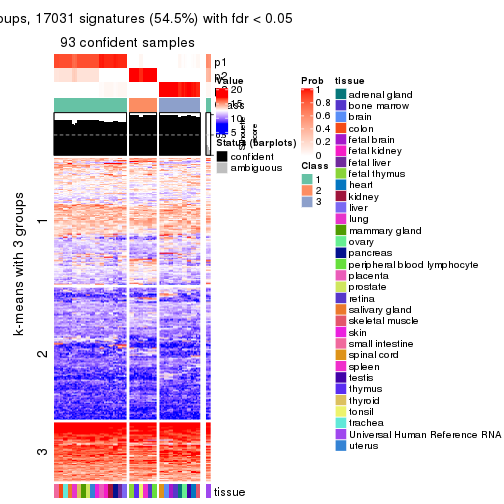 oups, 17031 signatures (54.5%) with fdr < 0.05
93 confident samples
p1
p2
Value
20
15
10
5
Silhouette
score
Status (barplots)
confident
ambiguous
Prob
1
0.8
0.6
0.4
0.2
0
Class
1
2
3
tissue
adrenal gland
bone marrow
brain
colon
fetal brain
fetal kidney
fetal liver
fetal thymus
heart
kidney
liver
lung
mammary gland
ovary
pancreas
peripheral blood lymphocyte
placenta
prostate
retina
salivary gland
skeletal muscle
skin
small intestine
spinal cord
spleen
testis
thymus
thyroid
tonsil
trachea
Universal Human Reference RNA
uterus
k-means with 3 groups
1
2
3
tissue